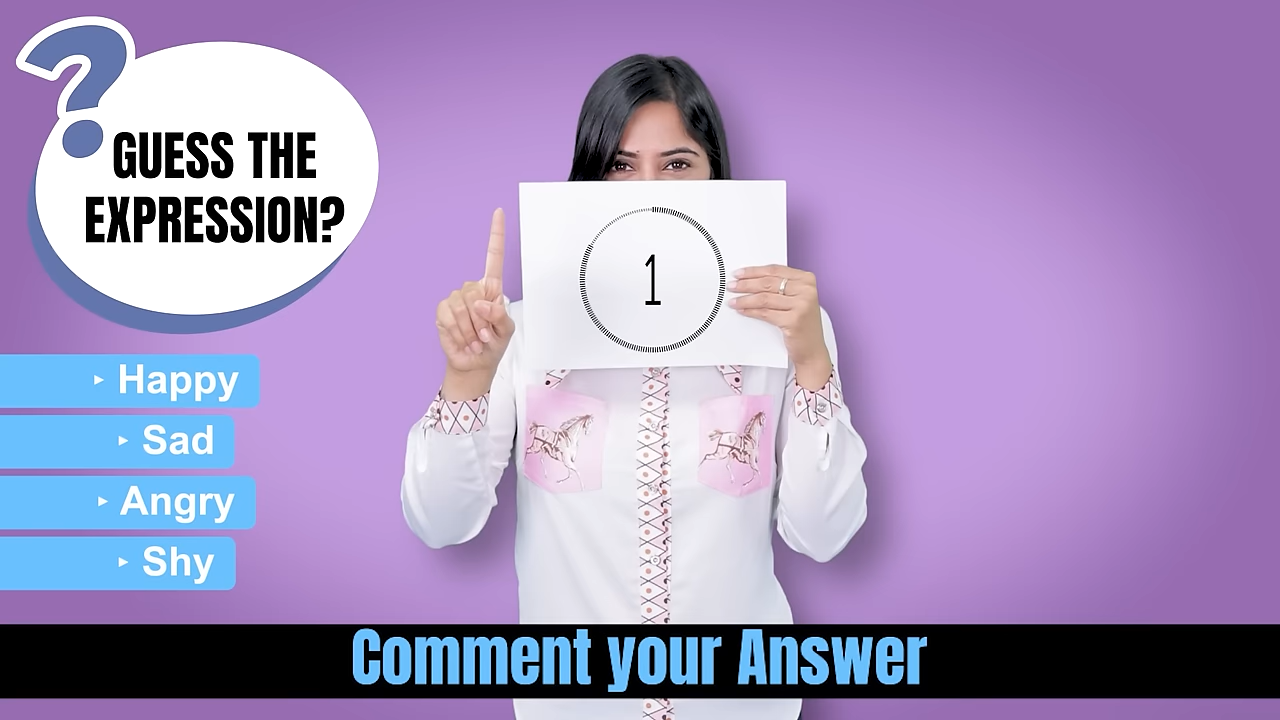 ?
GUESS THE
EXPRESSION?
1
Happy
Sad
Angry
Shy
Comment your Answer